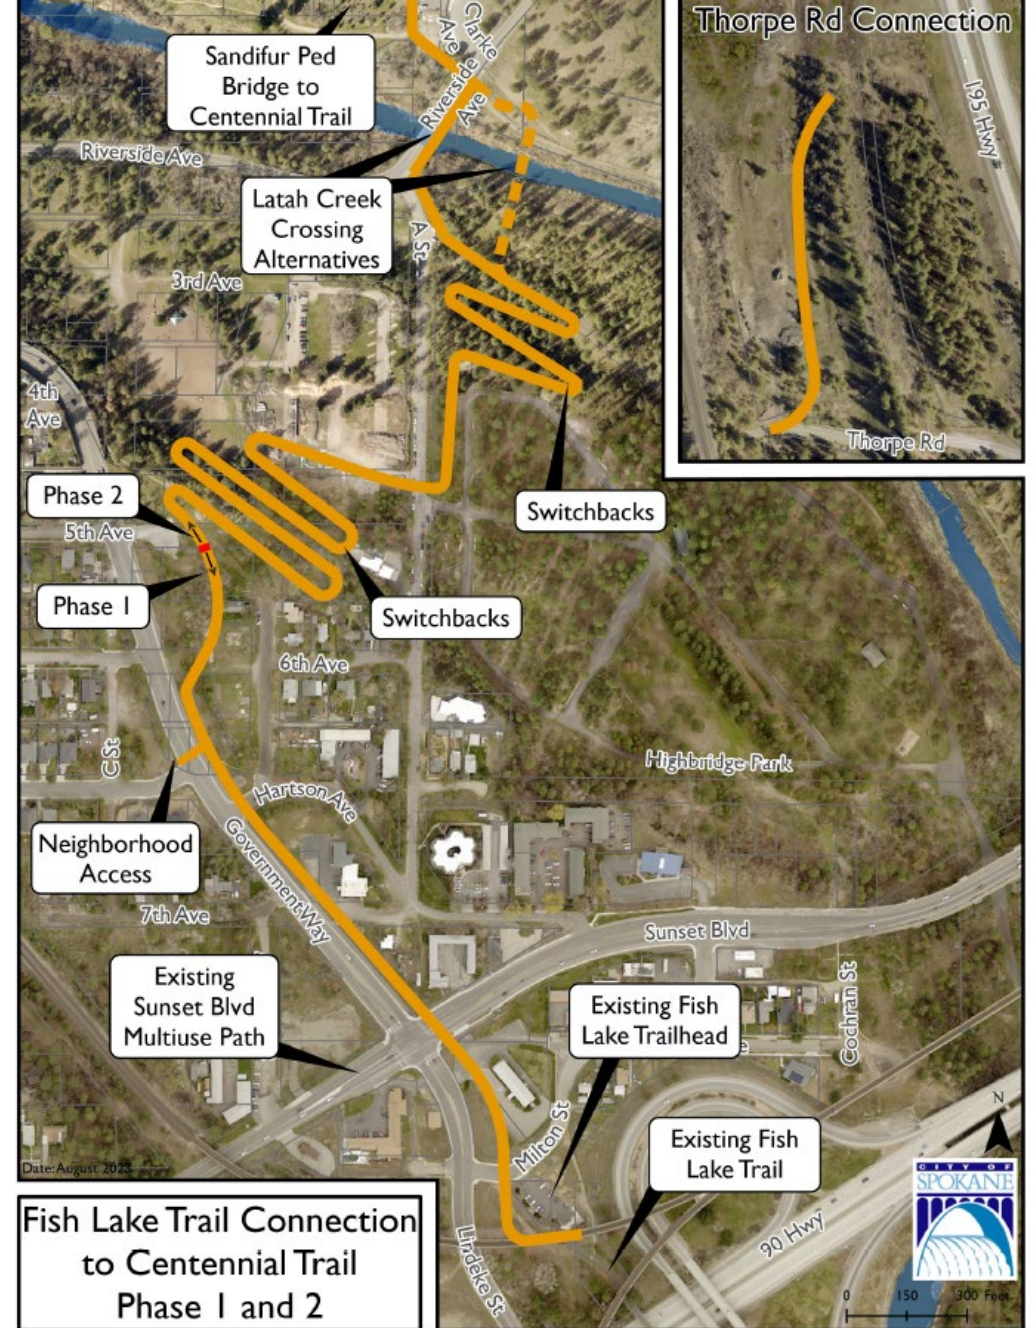 Thorpe Rd Connection
Clarke
Ave
Sandifur Ped
Bridge to
Centennial Trail
Riverside
Ave
I95 Hwy
Riverside Ave
Latah Creek
Crossing
Alternatives
A St
3rd Ave
4th
Ave
Thorpe Rd
Phase 2
5th Ave
Switchbacks
Phase 1
Switchbacks
6th Ave
C St
Highbridge Park
Hartson Ave
Neighborhood
Access
Government Way
7th Ave
Sunset Blvd
Existing
Sunset Blvd
Multiuse Path
Existing Fish
Lake Trailhead
Cochran St
Milton St
Existing Fish
Lake Trail
N
CITY OF
SPOKANE
Date: August 2023
Fish Lake Trail Connection
to Centennial Trail
Phase 1 and 2
Lindeke St
90 Hwy
0 150 300 Feet